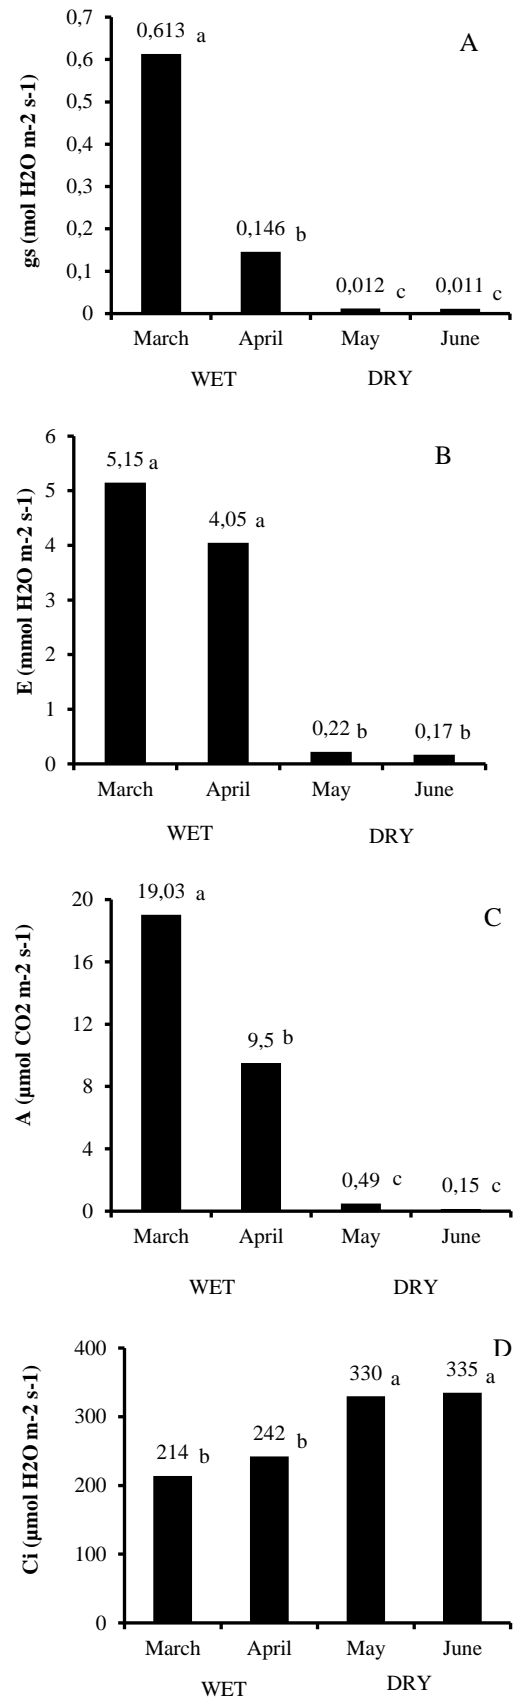 0,7
0,613 a
A
0,6
0,5
0,4
0,3
0,2
0,146 b
0,1
0,012 c
0,011 c
0
gs (mol H2O m-2 s-1)
March April May June
WET DRY
6
5,15 a
B
5
4,05 a
4
3
2
1
0,22 b
0,17 b
0
E (mmol H2O m-2 s-1)
March April May June
WET DRY
20
19,03 a
C
16
12
9,5 b
8
4
0,49 c
0,15 c
0
A (µmol CO2 m-2 s-1)
March April May June
WET DRY
D
400
330 a
335 a
300
214 b
242 b
200
100
0
Ci (µmol H2O m-2 s-1)
March April May June
WET DRY